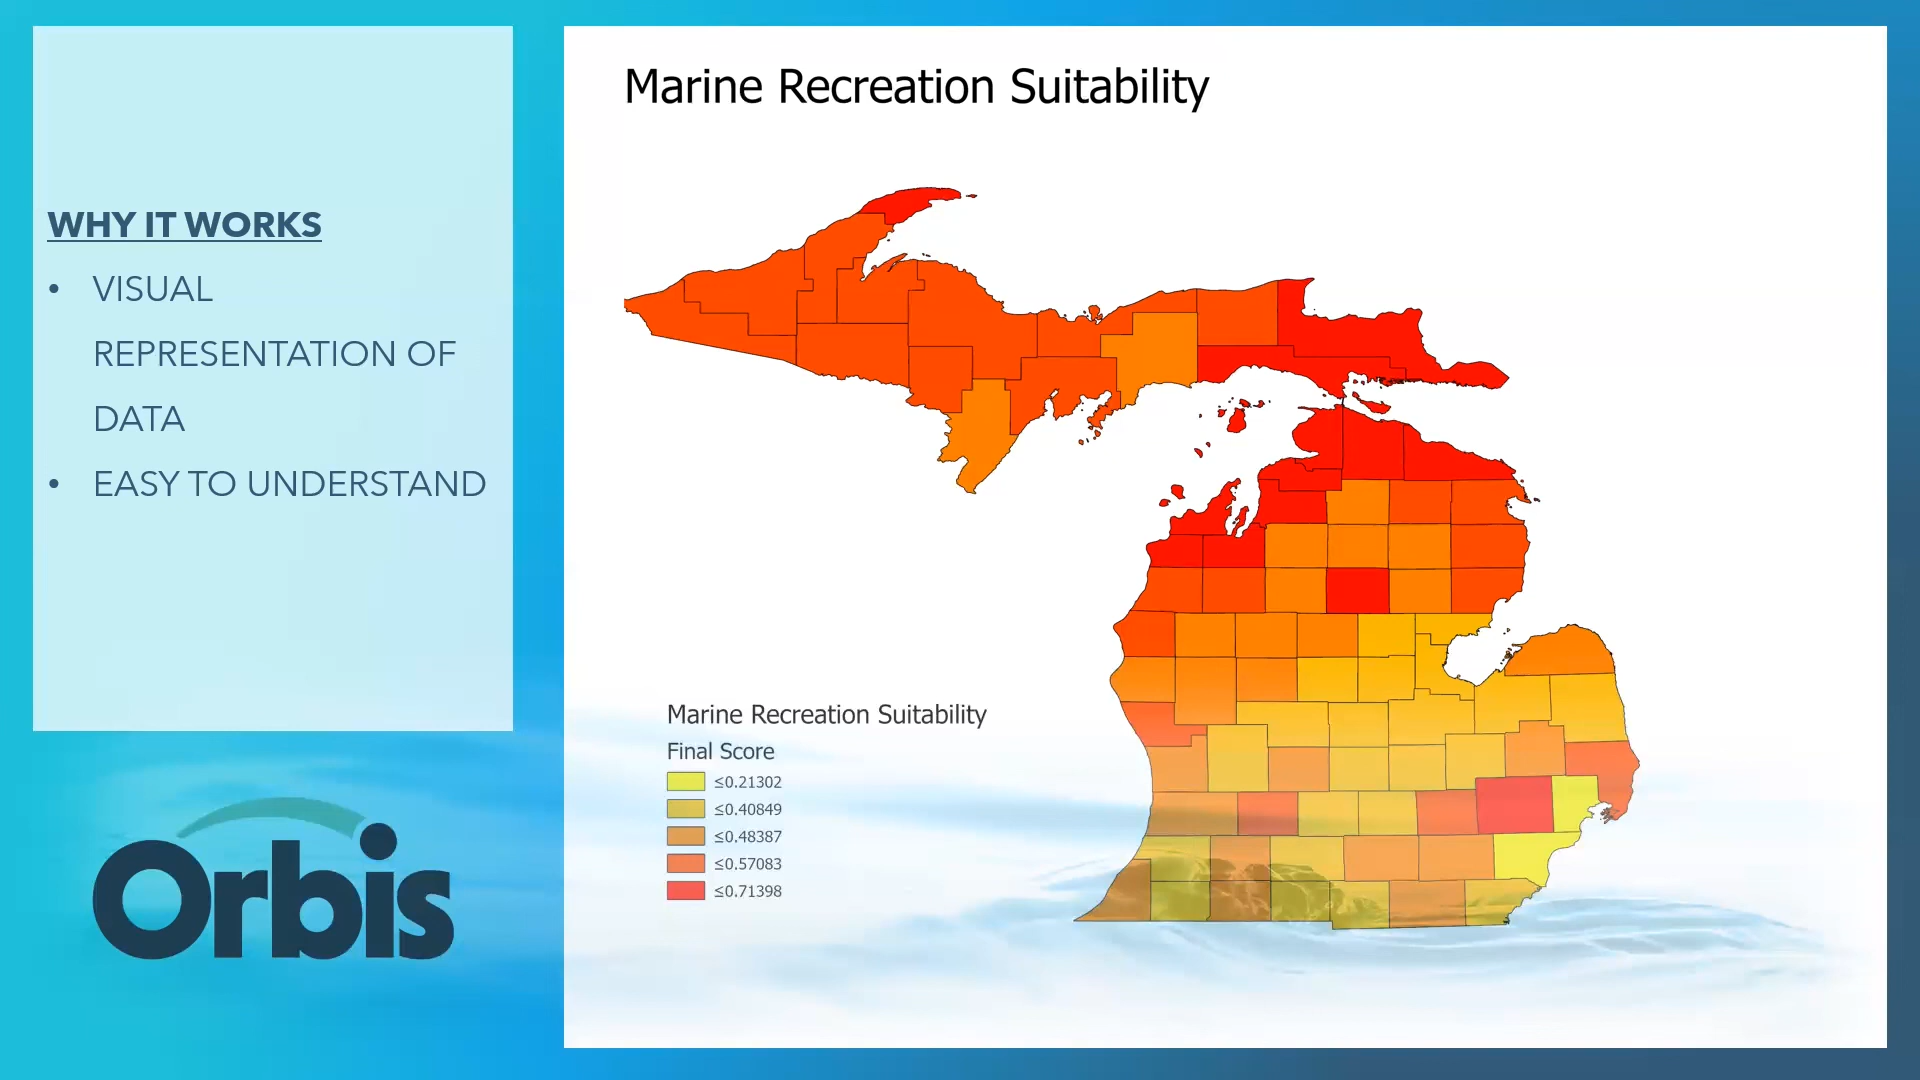 WHY IT WORKS
• VISUAL
REPRESENTATION OF
DATA
• EASY TO UNDERSTAND
Orbis
Marine Recreation Suitability
Marine Recreation Suitability
Final Score
≤0.21302
≤0.40849
≤0.48387
≤0.57083
≤0.71398